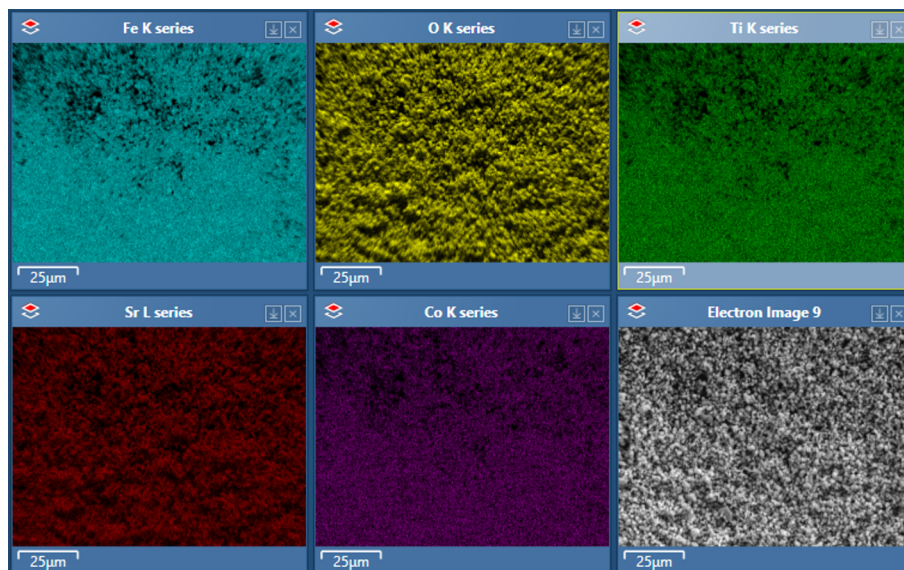 Fe K series
O K series
Ti K series
25µm
25µm
25µm
Sr L series
Co K series
Electron Image 9
25µm
25µm
25µm